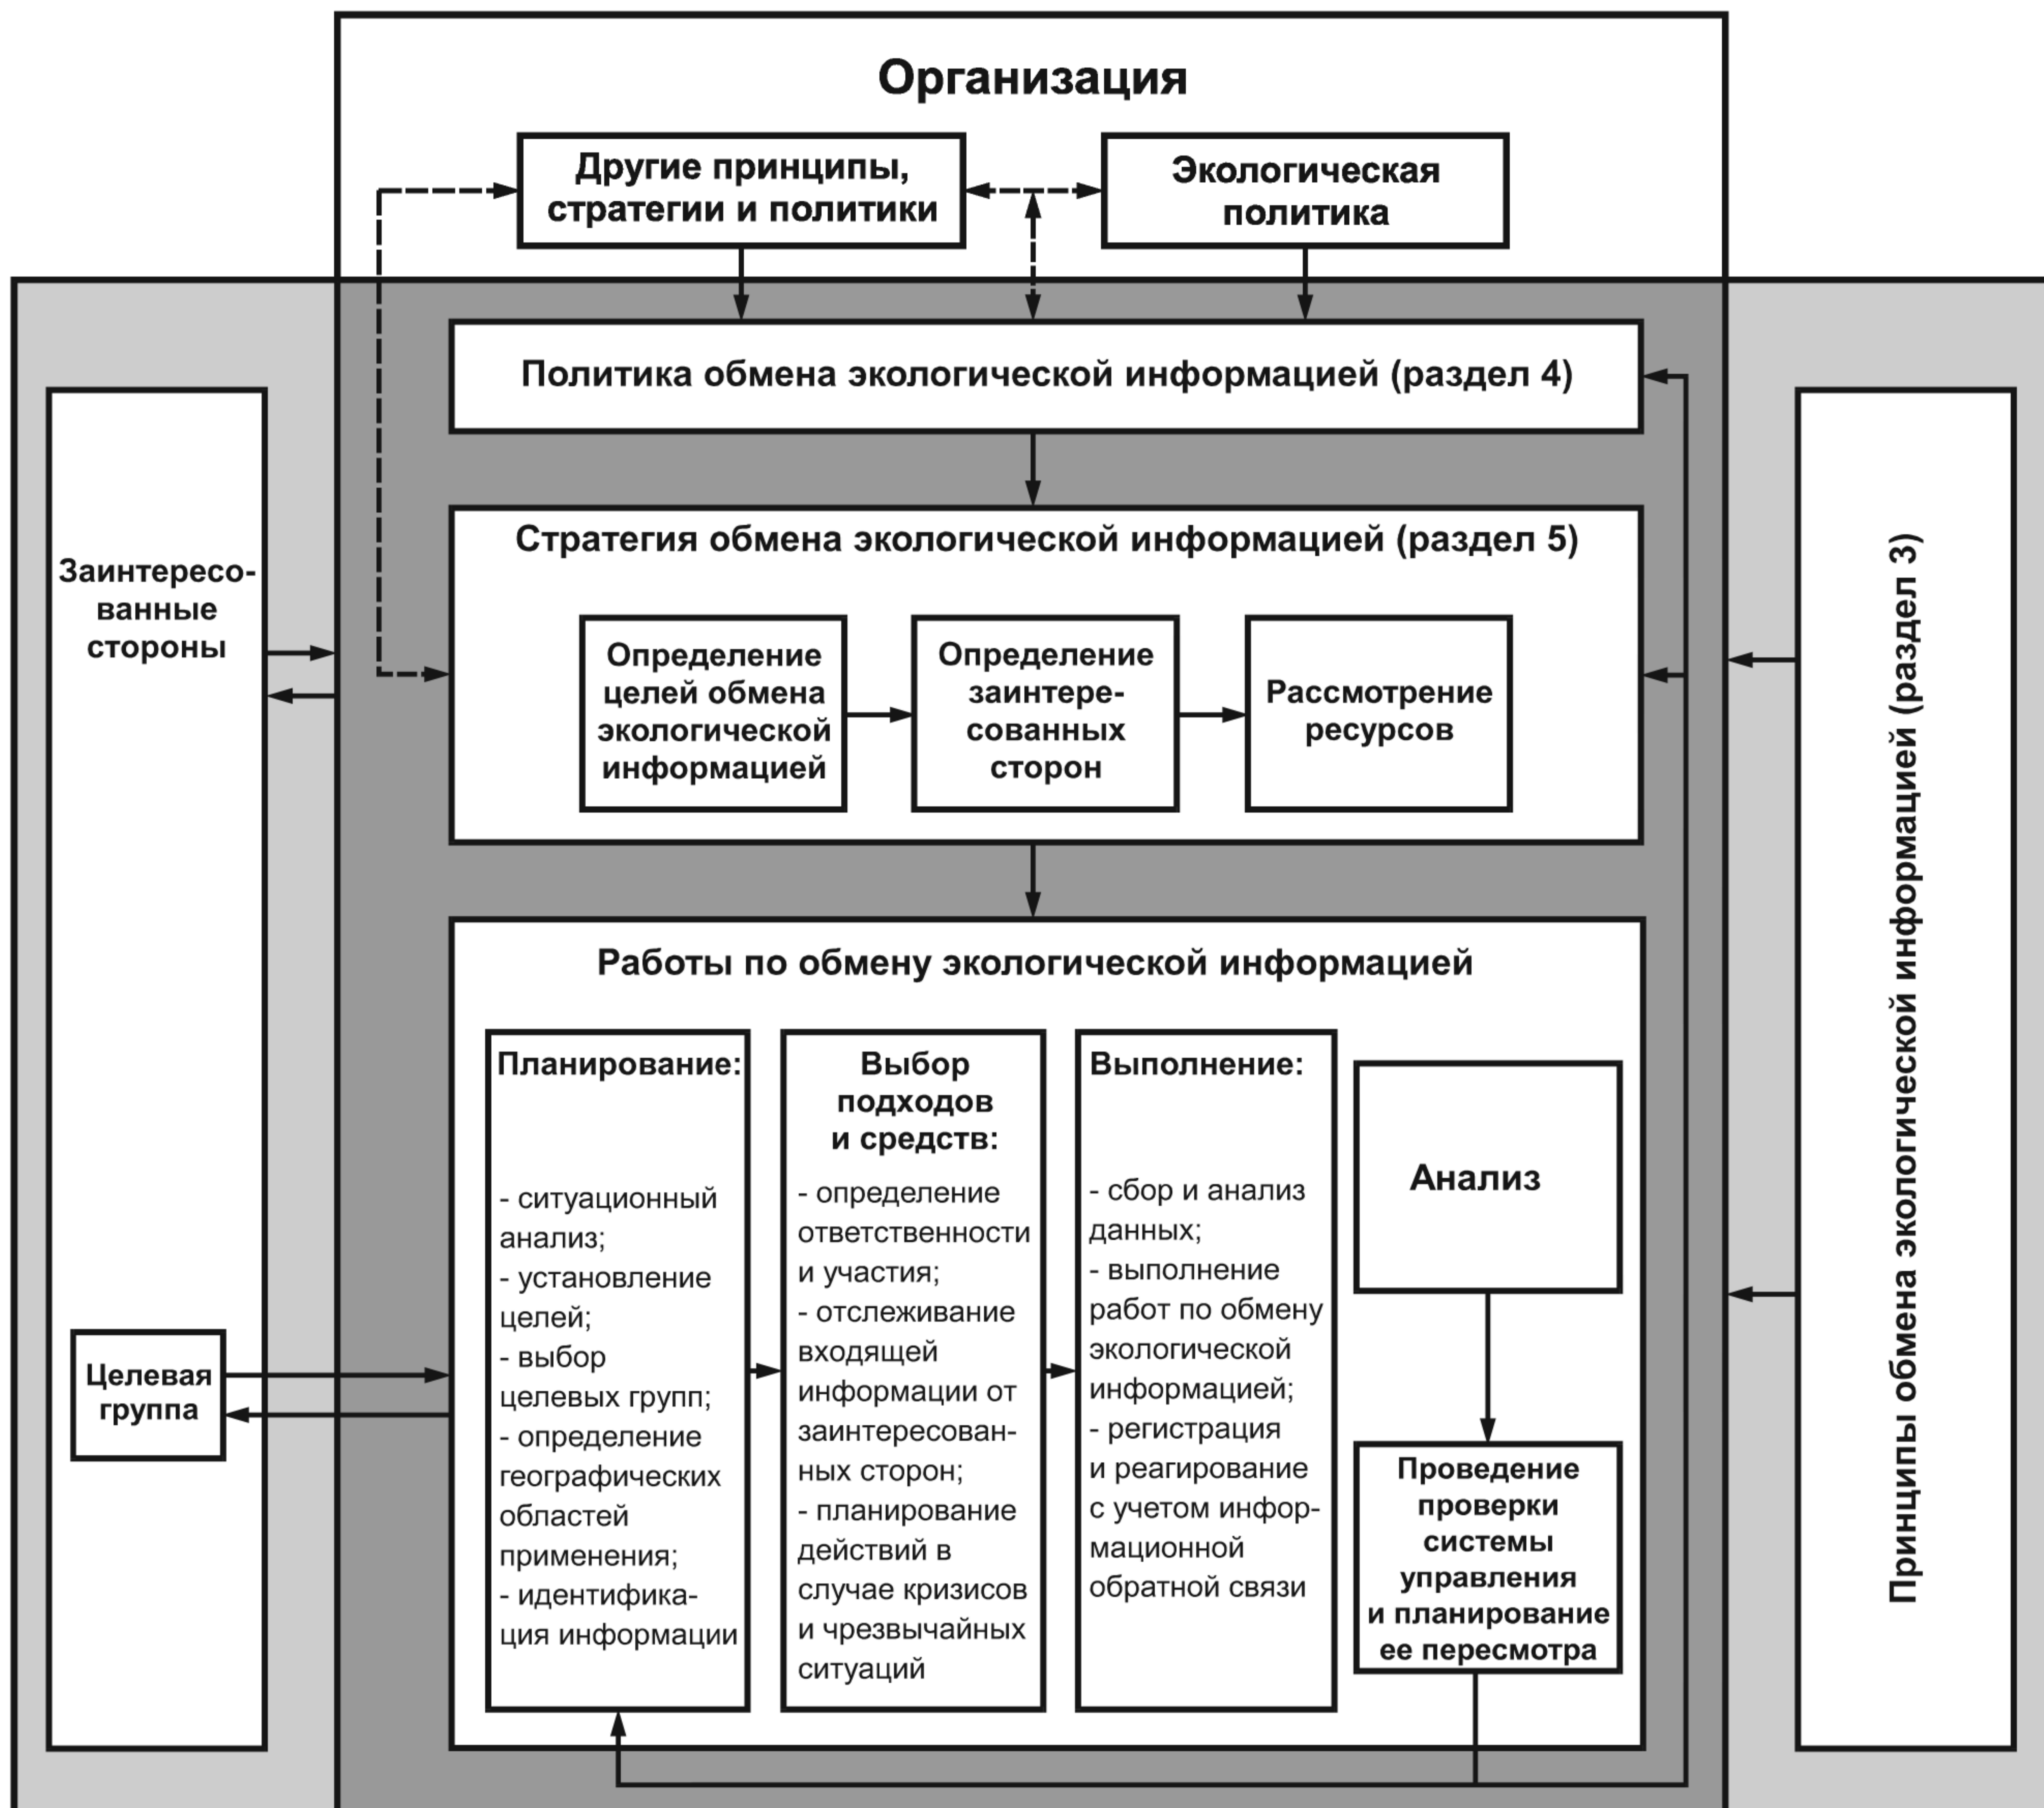 Организация
Другие принципы,
стратегии и политики
Экологическая
политика
Политика обмена экологической информацией (раздел 4)
Заинтересо-
ванные
стороны
Стратегия обмена экологической информацией (раздел 5)
Определение
целей обмена
экологической
информацией
Определение
заинтере-
сованных
сторон
Рассмотрение
ресурсов
Принципы обмена экологической информацией (раздел 3)
Работы по обмену экологической информацией
Целевая
группа
Планирование:
- ситуационный
анализ;
- установление
целей;
- выбор
целевых групп;
- определение
географических
областей
применения;
- идентифика-
ция информации
Выбор
подходов
и средств:
- определение
ответственности
и участия;
- отслеживание
входящей
информации от
заинтересован-
ных сторон;
- планирование
действий в
случае кризисов
и чрезвычайных
ситуаций
Выполнение:
- сбор и анализ
данных;
- выполнение
работ по обмену
экологической
информацией;
- регистрация
и реагирование
с учетом инфор-
мационной
обратной связи
Анализ
Проведение
проверки
системы
управления
и планирование
ее пересмотра